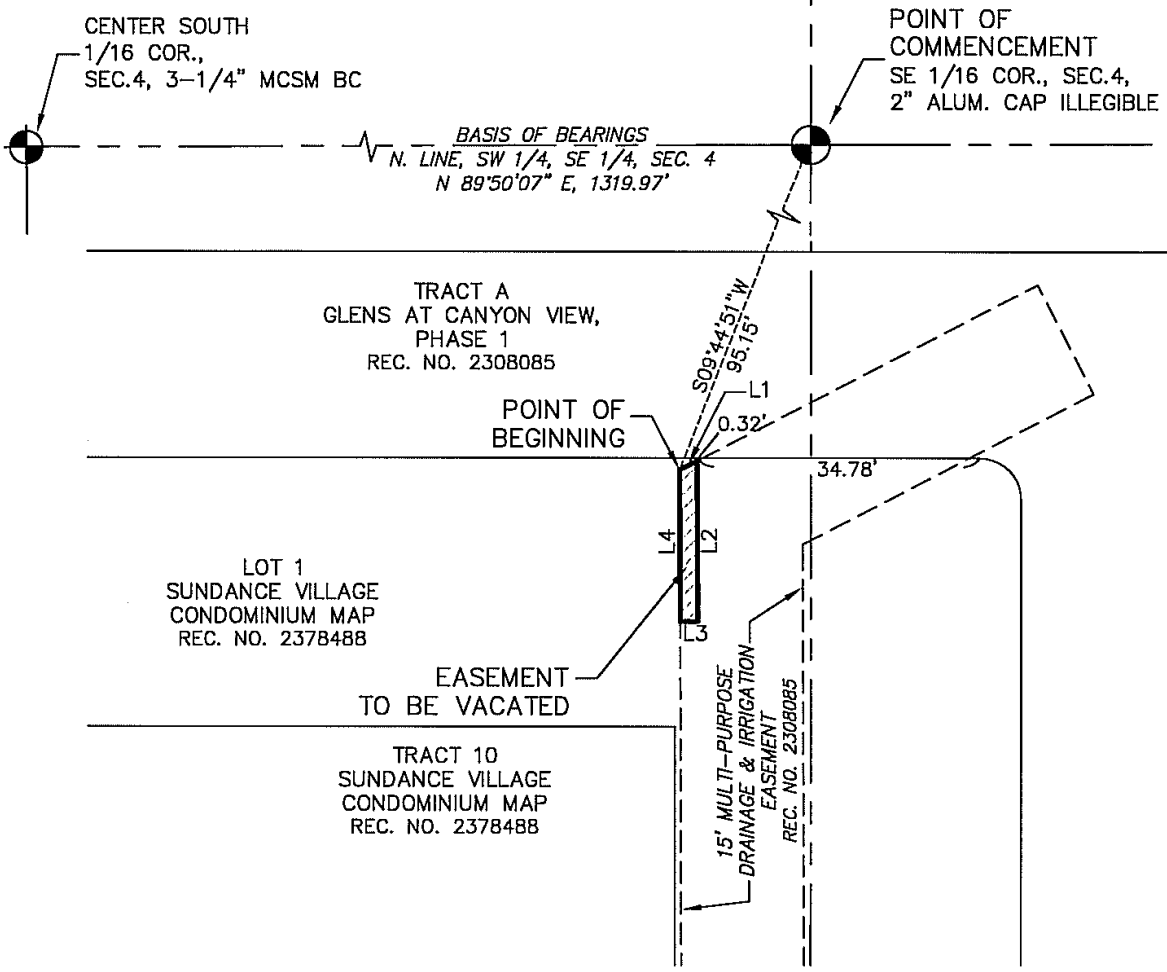 CENTER SOUTH
1/16 COR.,
SEC.4, 3-1/4" MCSM BC
POINT OF
COMMENCEMENT
SE 1/16 COR., SEC.4,
2" ALUM. CAP ILLEGIBLE
BASIS OF BEARINGS
N. LINE, SW 1/4, SE 1/4, SEC. 4
N 89°50'07" E, 1319.97'
TRACT A
GLENS AT CANYON VIEW,
PHASE 1
REC. NO. 2308085
S09°44'51"W
95.15'
L1
0.32'
POINT OF
BEGINNING
34.78'
L4
L2
L3
LOT 1
SUNDANCE VILLAGE
CONDOMINIUM MAP
REC. NO. 2378488
EASEMENT
TO BE VACATED
15' MULTI-PURPOSE
DRAINAGE & IRRIGATION
EASEMENT
REC. NO. 2308085
TRACT 10
SUNDANCE VILLAGE
CONDOMINIUM MAP
REC. NO. 2378488